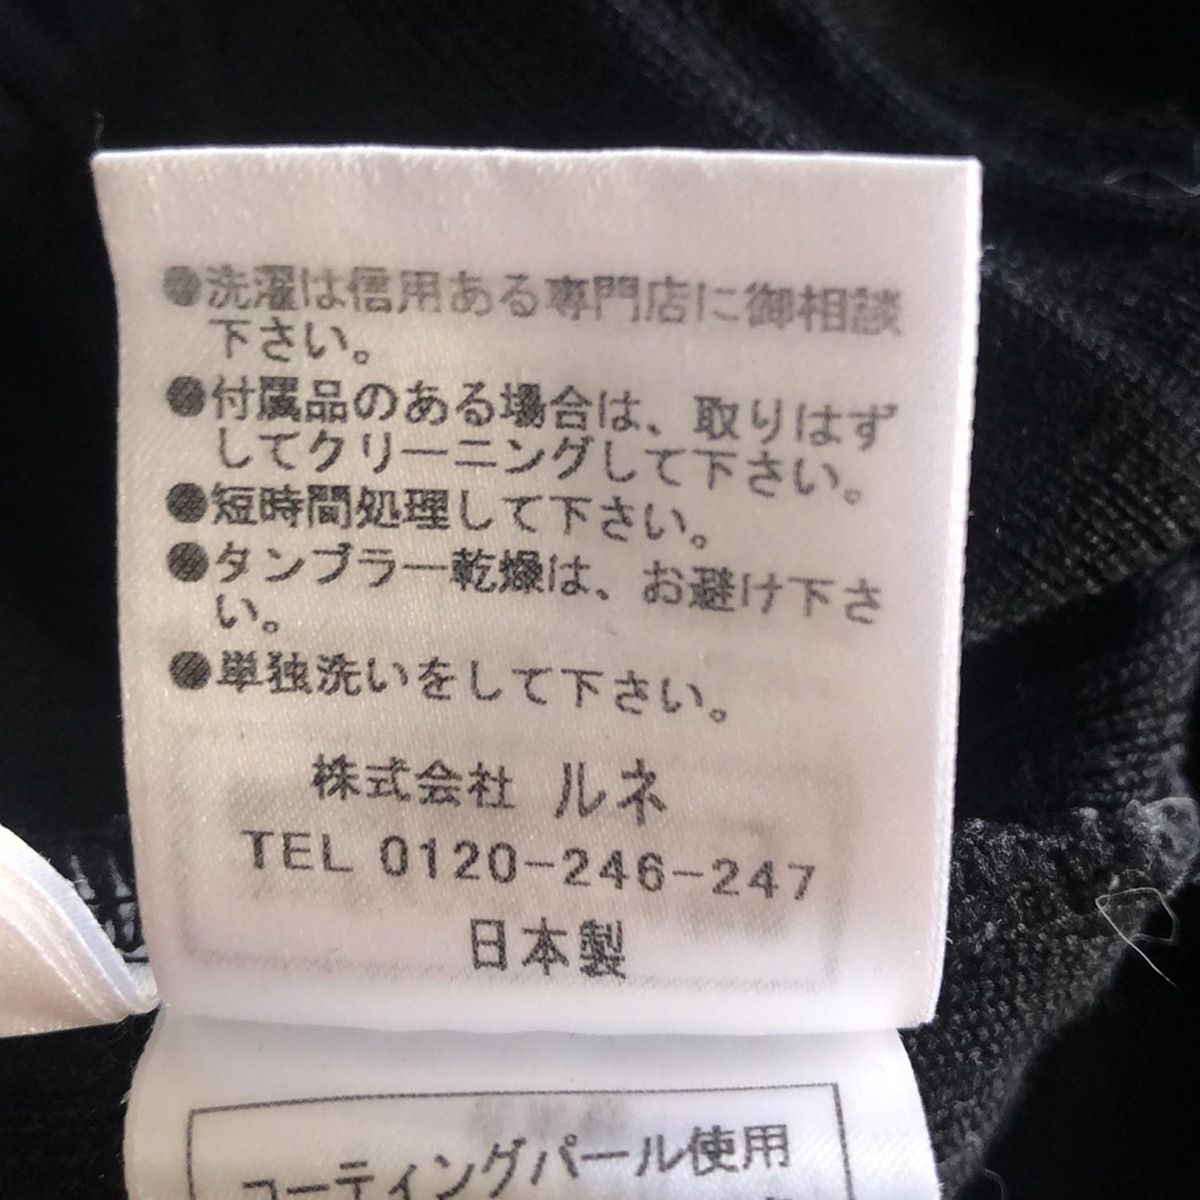 ●洗濯は信用ある専門店に御相談
下さい。
●付属品のある場合は、取りはず
してクリーニングして下さい。
●短時間処理して下さい。
●タンブラー乾燥は、お避け下さ
い。
●単独洗いをして下さい。
株式会社 ルネ
TEL 0120-246-247
日本製
コーティングパール使用